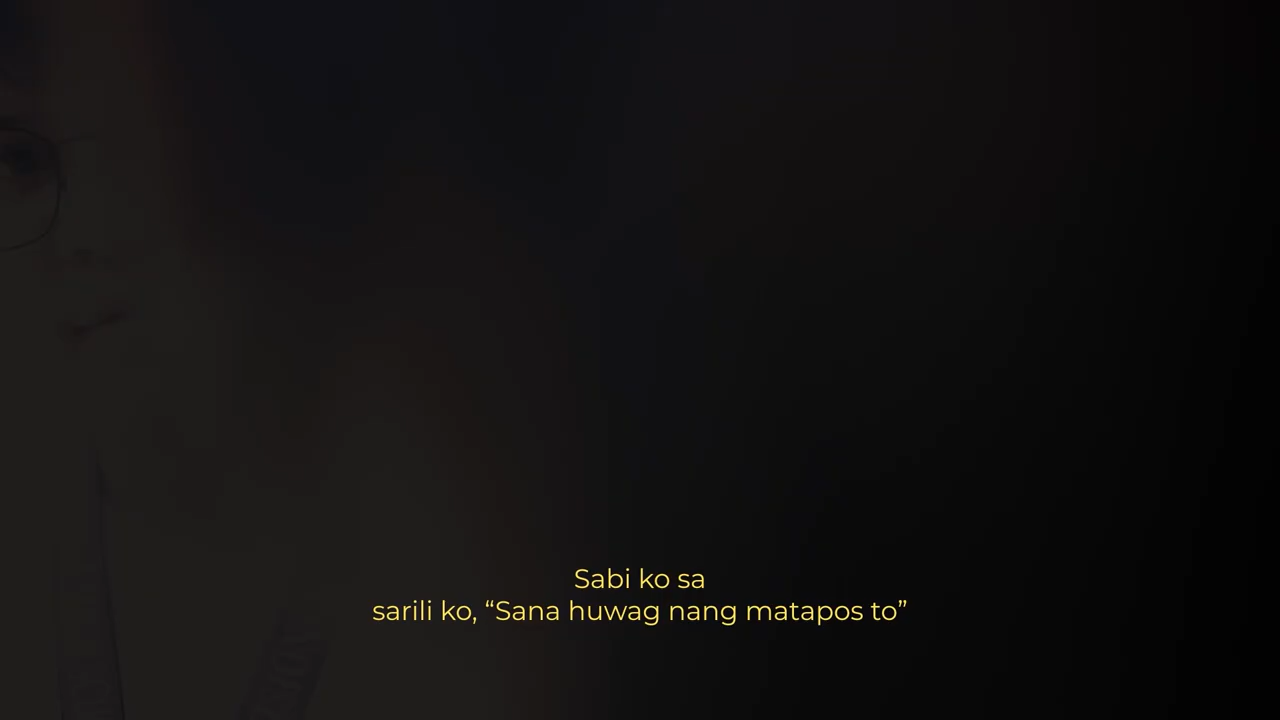 Sabi ko sa
sarili ko, “Sana huwag nang matapos to”